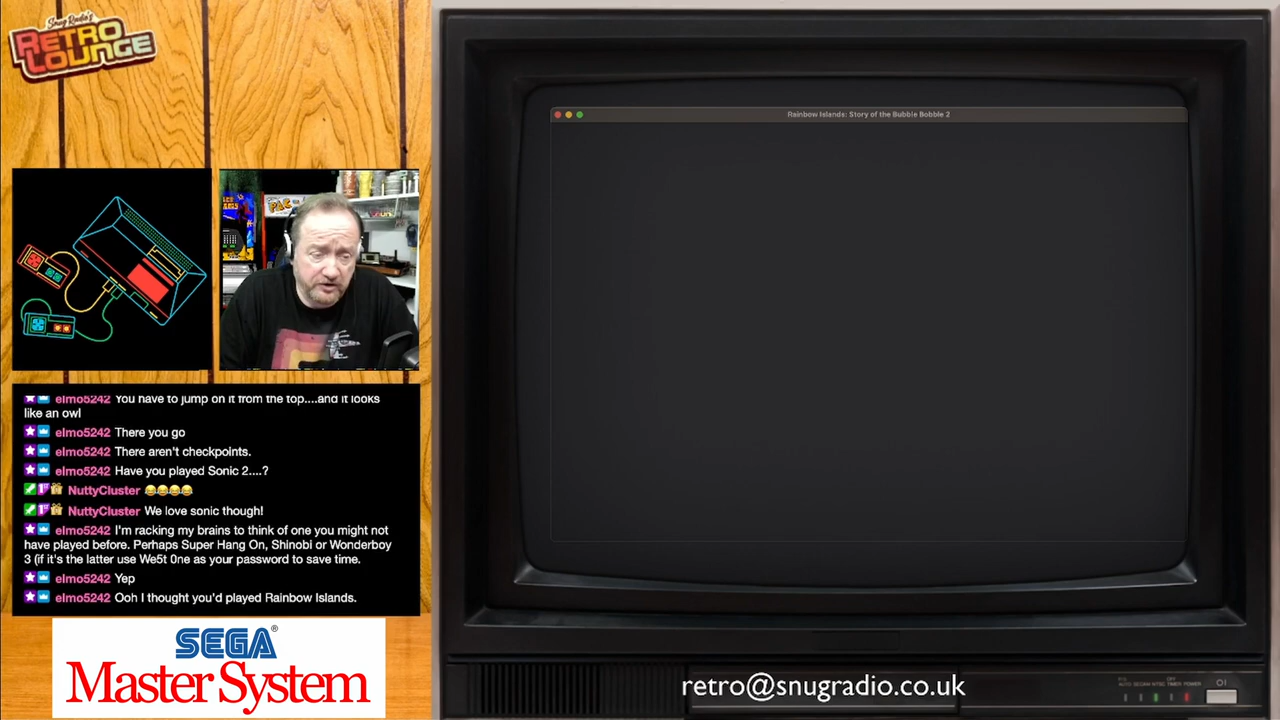 Snug Radio's
RETRO
LOUNGE
Rainbow Islands: Story of the Bubble Bobble 2
PAC
elmo5242 You have to jump on it from the top....and it looks
like an owl
elmo5242 There you go
elmo5242 There aren't checkpoints.
elmo5242 Have you played Sonic 2....?
NuttyCluster 😂😂😂😂
NuttyCluster We love sonic though!
elmo5242 I'm racking my brains to think of one you might not
have played before. Perhaps Super Hang On, Shinobi or Wonderboy
3 (if it's the latter use We5t 0ne as your password to save time.
elmo5242 Yep
elmo5242 Ooh I thought you'd played Rainbow Islands.
SEGA®
Master System
retro@snugradio.co.uk